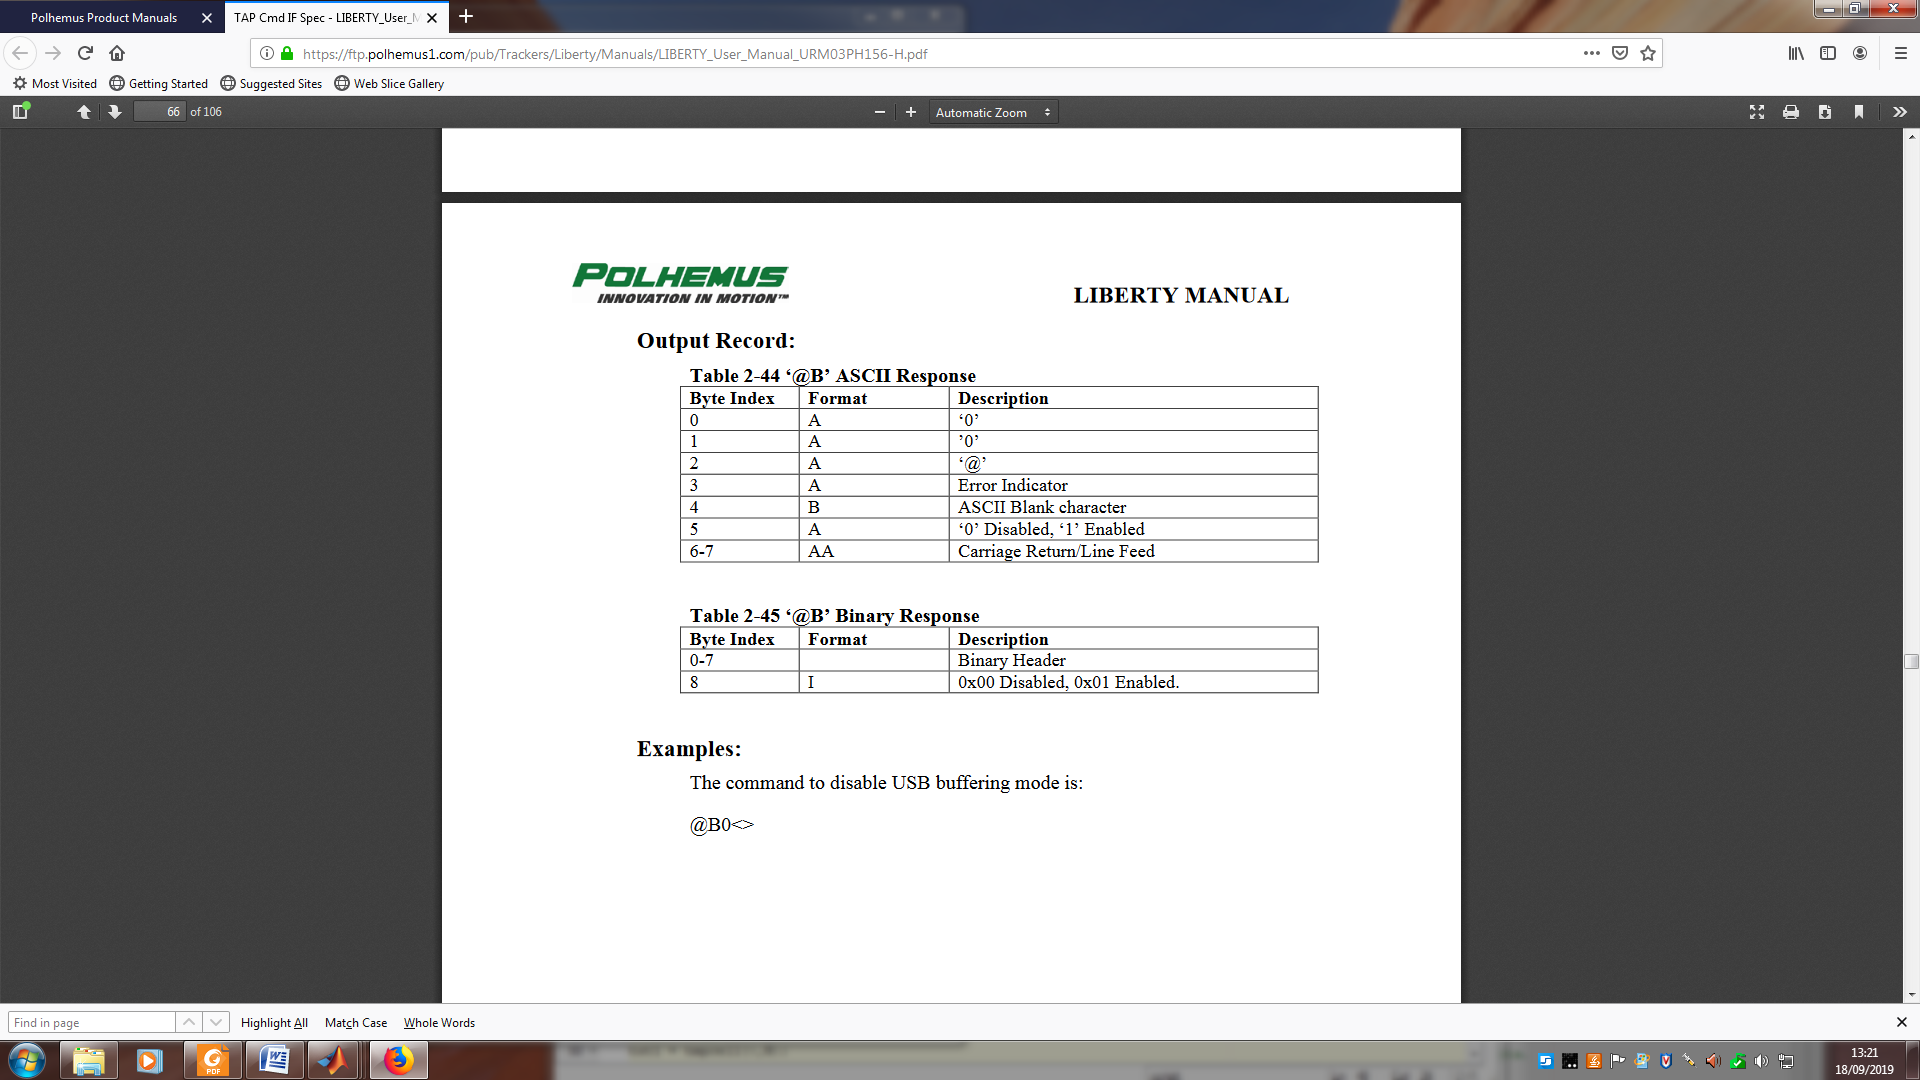 Polhemus Product Manuals
TAP Cmd IF Spec - LIBERTY_User_M
https://ftp.polhemus1.com/pub/Trackers/Liberty/Manuals/LIBERTY_User_Manual_URM03PH156-H.pdf
Most Visited Getting Started Suggested Sites Web Slice Gallery
66 of 106 Automatic Zoom
POLHEMUS
INNOVATION IN MOTION™
LIBERTY MANUAL
Output Record:
Table 2-44 ‘@B’ ASCII Response
Byte Index Format Description
0 A ‘0’
1 A ’0’
2 A ‘@’
3 A Error Indicator
4 B ASCII Blank character
5 A ‘0’ Disabled, ‘1’ Enabled
6-7 AA Carriage Return/Line Feed
Table 2-45 ‘@B’ Binary Response
Byte Index Format Description
0-7 Binary Header
8 I 0x00 Disabled, 0x01 Enabled.
Examples:
The command to disable USB buffering mode is:
@B0<>
Find in page Highlight All Match Case Whole Words
PDF
13:21
18/09/2019